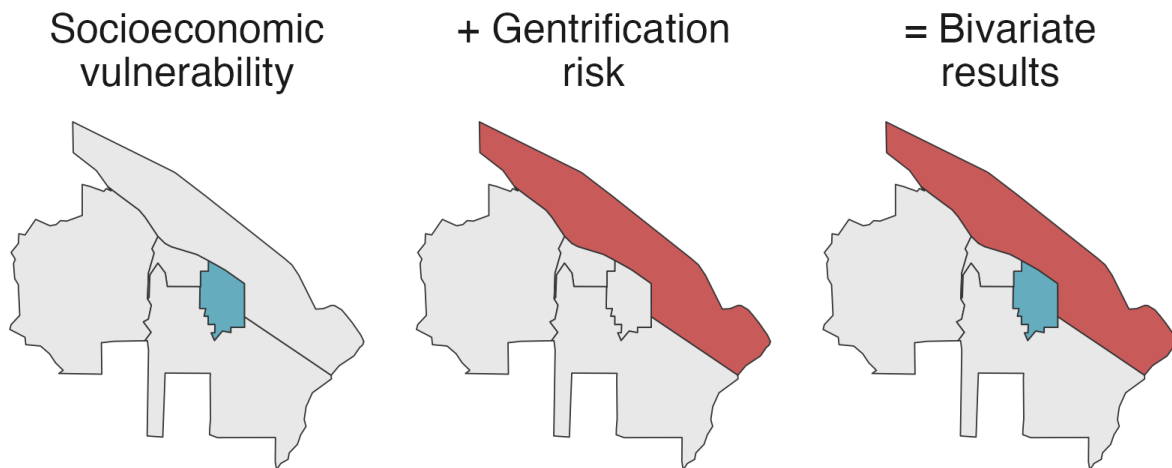 Socioeconomic
vulnerability
+ Gentrification
risk
= Bivariate
results